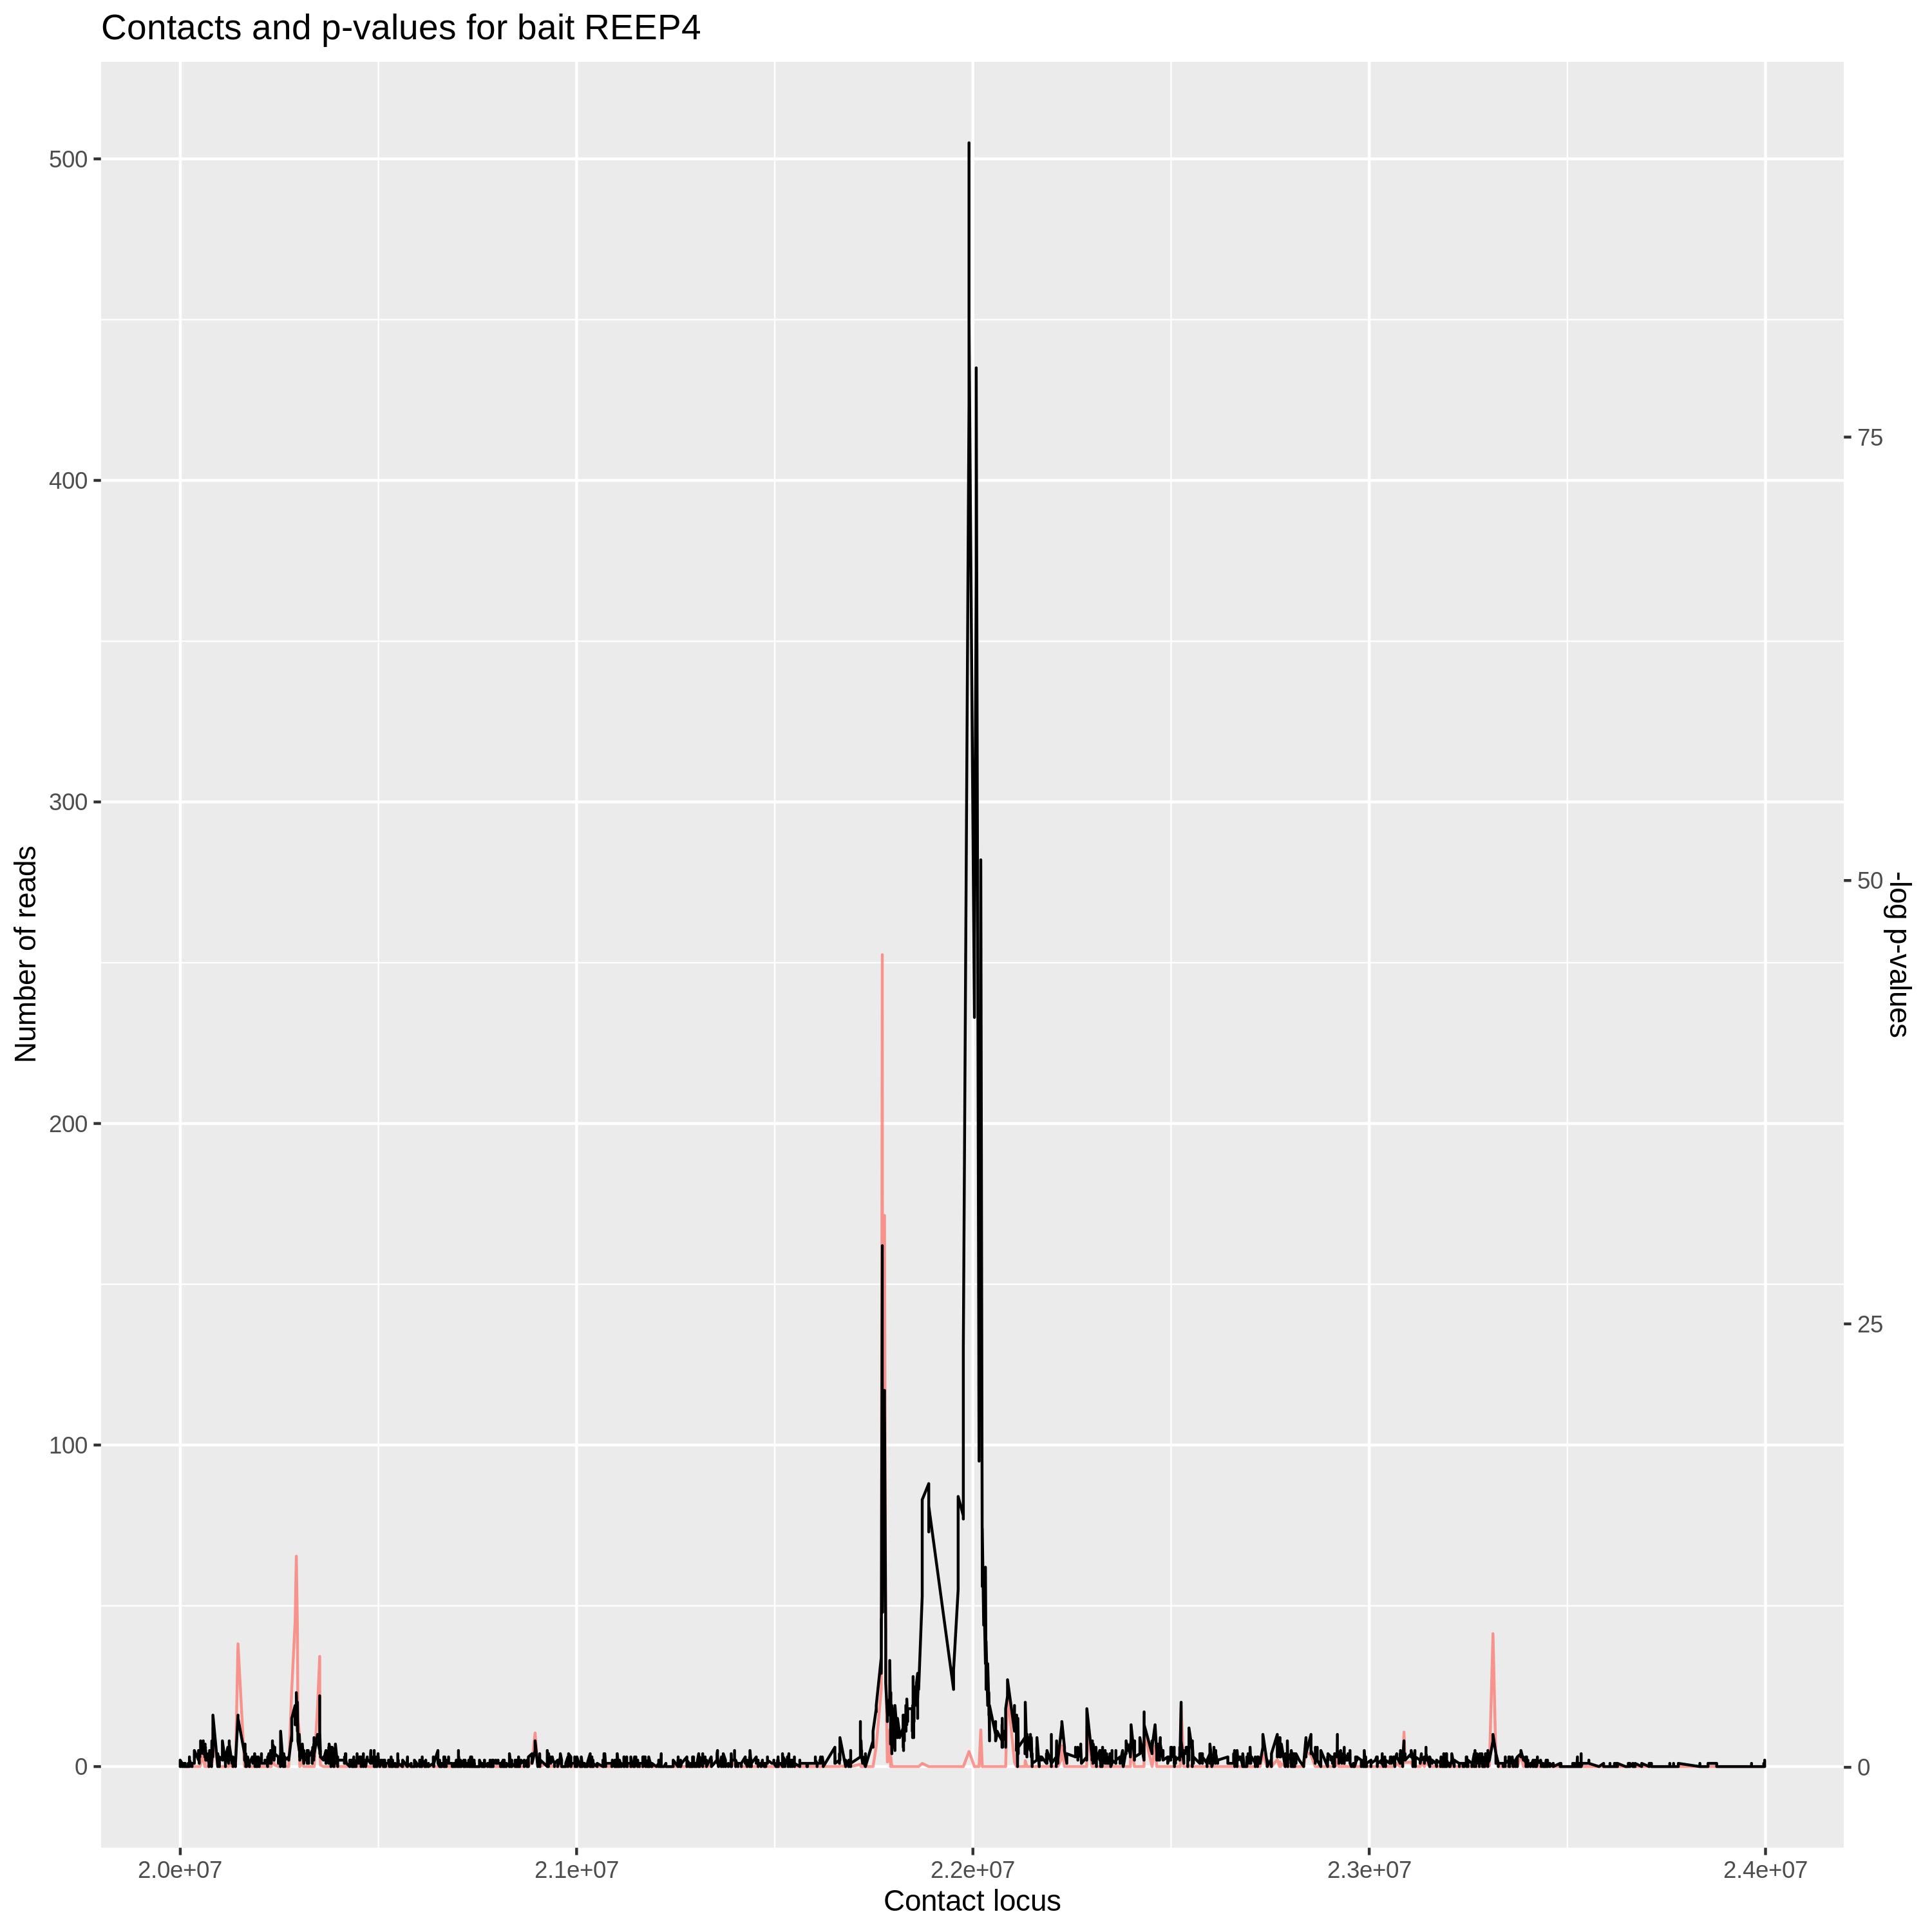 Contacts and p-values for bait REEP4
500
400
300
200
100
0
Number of reads
75
50
25
0
-log p-values
2.0e+07
2.1e+07
2.2e+07
2.3e+07
2.4e+07
Contact locus